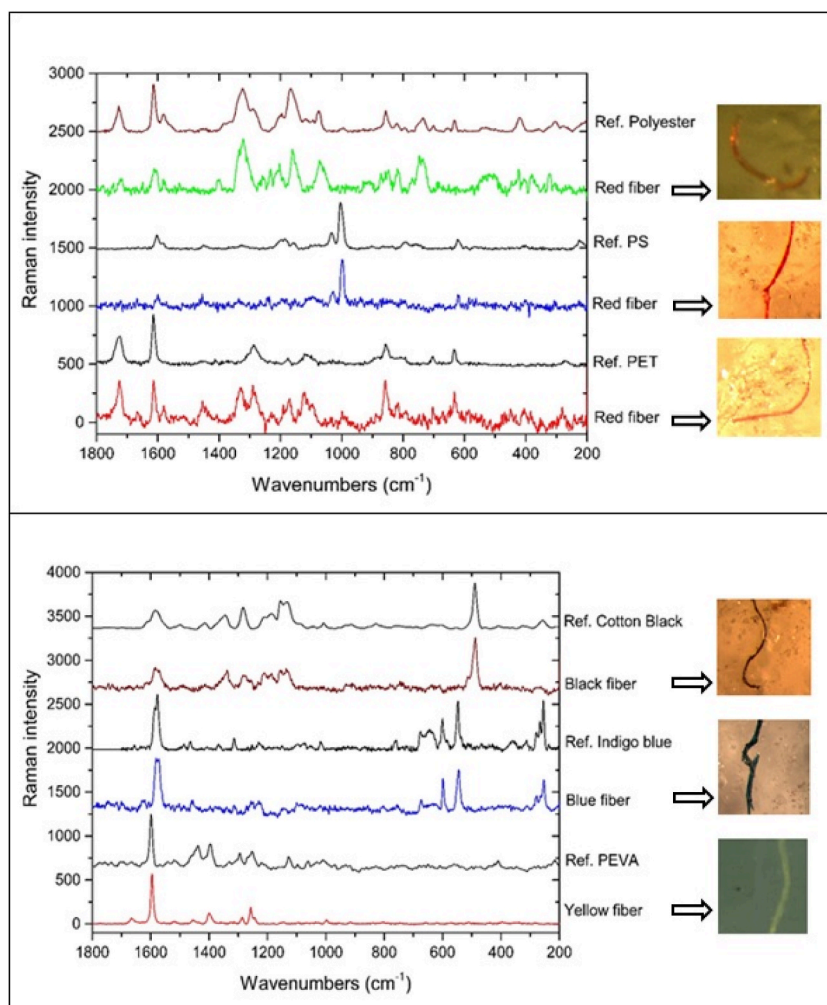 3000
2500
2000
1500
1000
500
0
Raman intensity
1800 1600 1400 1200 1000 800 600 400 200
Wavenumbers (cm⁻¹)
Ref. Polyester
Red fiber
Ref. PS
Red fiber
Ref. PET
Red fiber
4000
3500
3000
2500
2000
1500
1000
500
0
Raman intensity
1800 1600 1400 1200 1000 800 600 400 200
Wavenumbers (cm⁻¹)
Ref. Cotton Black
Black fiber
Ref. Indigo blue
Blue fiber
Ref. PEVA
Yellow fiber